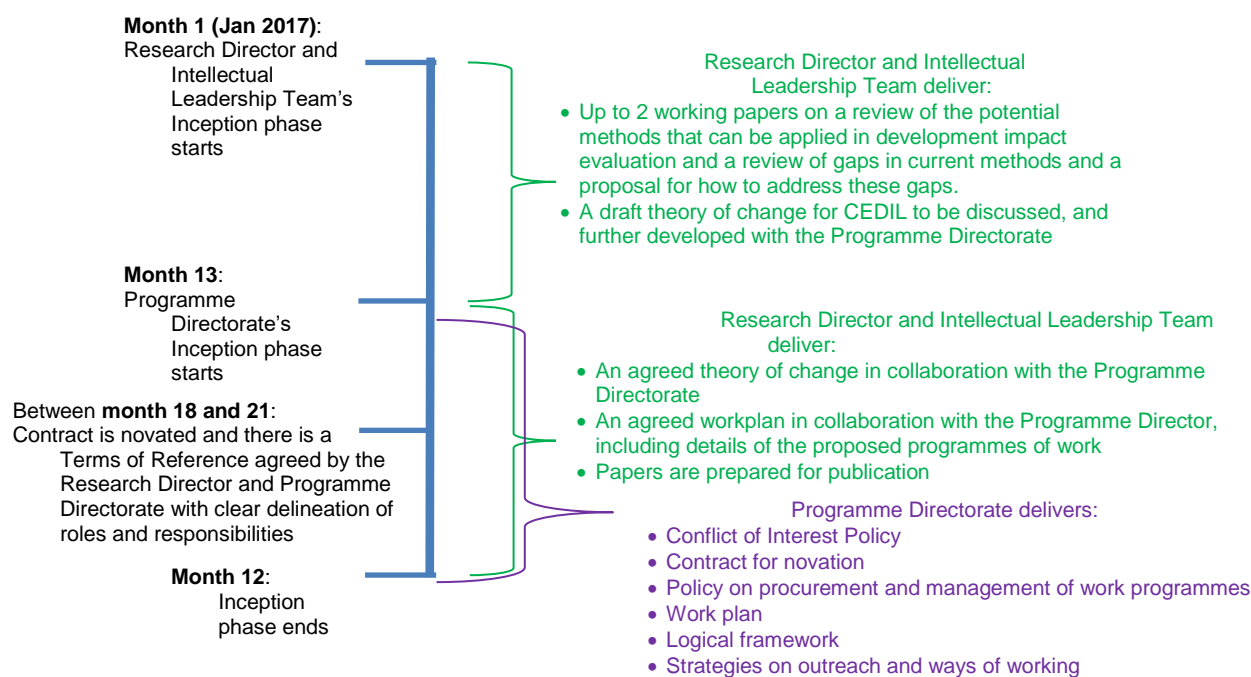 Month 1 (Jan 2017):
Research Director and
Intellectual
Leadership Team's
Inception phase
starts
Research Director and Intellectual
Leadership Team deliver:
• Up to 2 working papers on a review of the potential
methods that can be applied in development impact
evaluation and a review of gaps in current methods and a
proposal for how to address these gaps.
• A draft theory of change for CEDIL to be discussed, and
further developed with the Programme Directorate
Month 13:
Programme
Directorate's
Inception phase
starts
Research Director and Intellectual Leadership Team
deliver:
• An agreed theory of change in collaboration with the Programme
Directorate
• An agreed workplan in collaboration with the Programme Director,
including details of the proposed programmes of work
• Papers are prepared for publication
Between month 18 and 21:
Contract is novated and there is a
Terms of Reference agreed by the
Research Director and Programme
Directorate with clear delineation of
roles and responsibilities
Programme Directorate delivers:
• Conflict of Interest Policy
• Contract for novation
• Policy on procurement and management of work programmes
• Work plan
• Logical framework
• Strategies on outreach and ways of working
Month 12:
Inception
phase ends